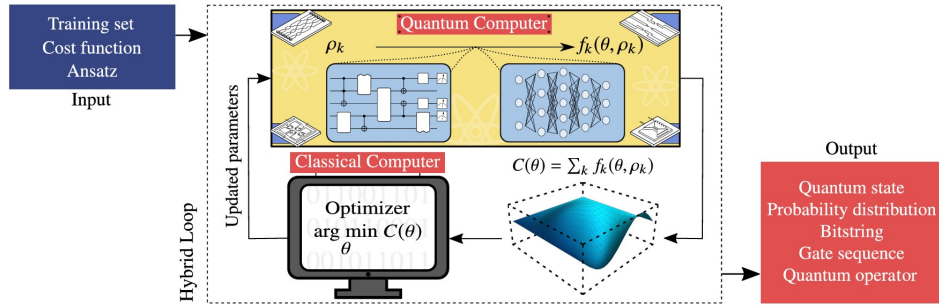 Training set
Cost function
Ansatz
Input
Quantum Computer
ρₖ
fₖ(θ, ρₖ)
Updated parameters
Hybrid Loop
Classical Computer
Optimizer
arg min C(θ)
θ
C(θ) = ∑ₖ fₖ(θ, ρₖ)
Output
Quantum state
Probability distribution
Bitstring
Gate sequence
Quantum operator